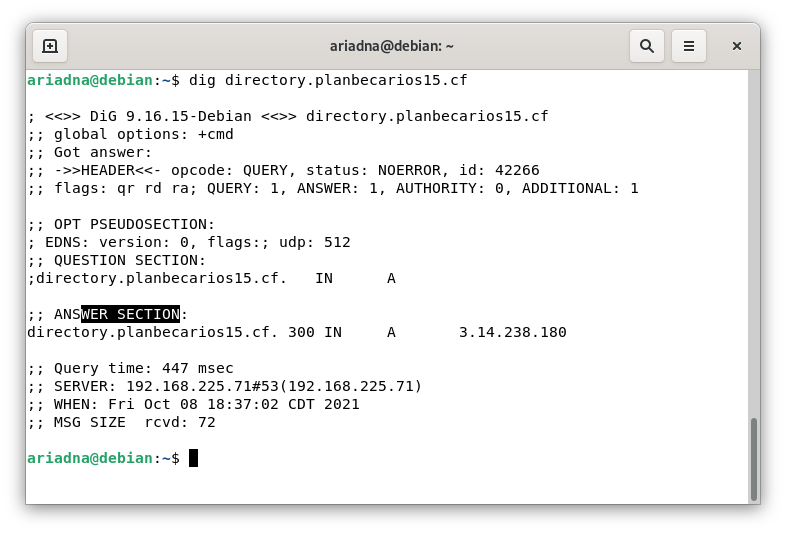 ariadna@debian: ~
ariadna@debian:~$ dig directory.planbecarios15.cf
; <<>> DiG 9.16.15-Debian <<>> directory.planbecarios15.cf
;; global options: +cmd
;; Got answer:
;; ->>HEADER<<- opcode: QUERY, status: NOERROR, id: 42266
;; flags: qr rd ra; QUERY: 1, ANSWER: 1, AUTHORITY: 0, ADDITIONAL: 1
;; OPT PSEUDOSECTION:
; EDNS: version: 0, flags:; udp: 512
;; QUESTION SECTION:
;directory.planbecarios15.cf.   IN      A
;; ANSWER SECTION:
directory.planbecarios15.cf. 300 IN     A       3.14.238.180
;; Query time: 447 msec
;; SERVER: 192.168.225.71#53(192.168.225.71)
;; WHEN: Fri Oct 08 18:37:02 CDT 2021
;; MSG SIZE  rcvd: 72
ariadna@debian:~$